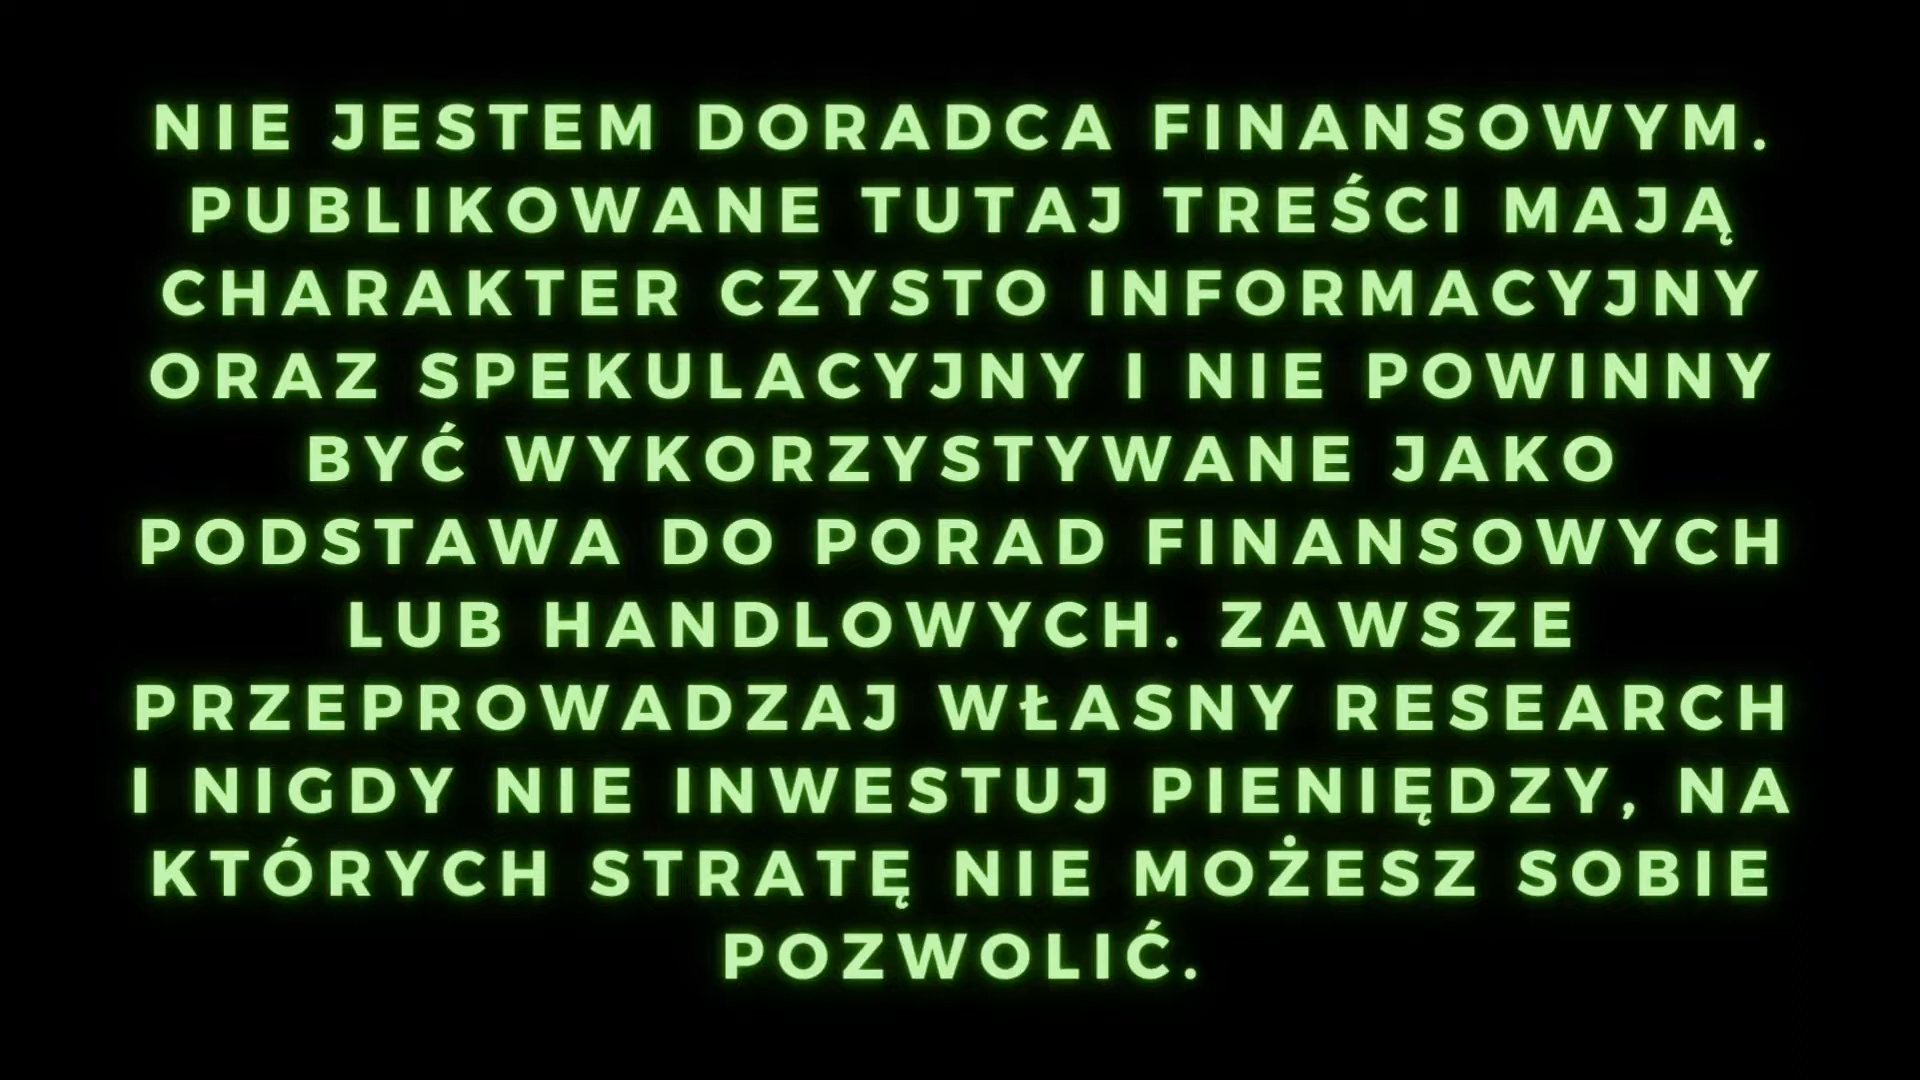 NIE JESTEM DORADCA FINANSOWYM.
PUBLIKOWANE TUTAJ TREŚCI MAJĄ
CHARAKTER CZYSTO INFORMACYJNY
ORAZ SPEKULACYJNY I NIE POWINNY
BYĆ WYKORZYSTYWANE JAKO
PODSTAWA DO PORAD FINANSOWYCH
LUB HANDLOWYCH. ZAWSZE
PRZEPROWADZAJ WŁASNY RESEARCH
I NIGDY NIE INWESTUJ PIENIĘDZY, NA
KTÓRYCH STRATĘ NIE MOŻESZ SOBIE
POZWOLIĆ.